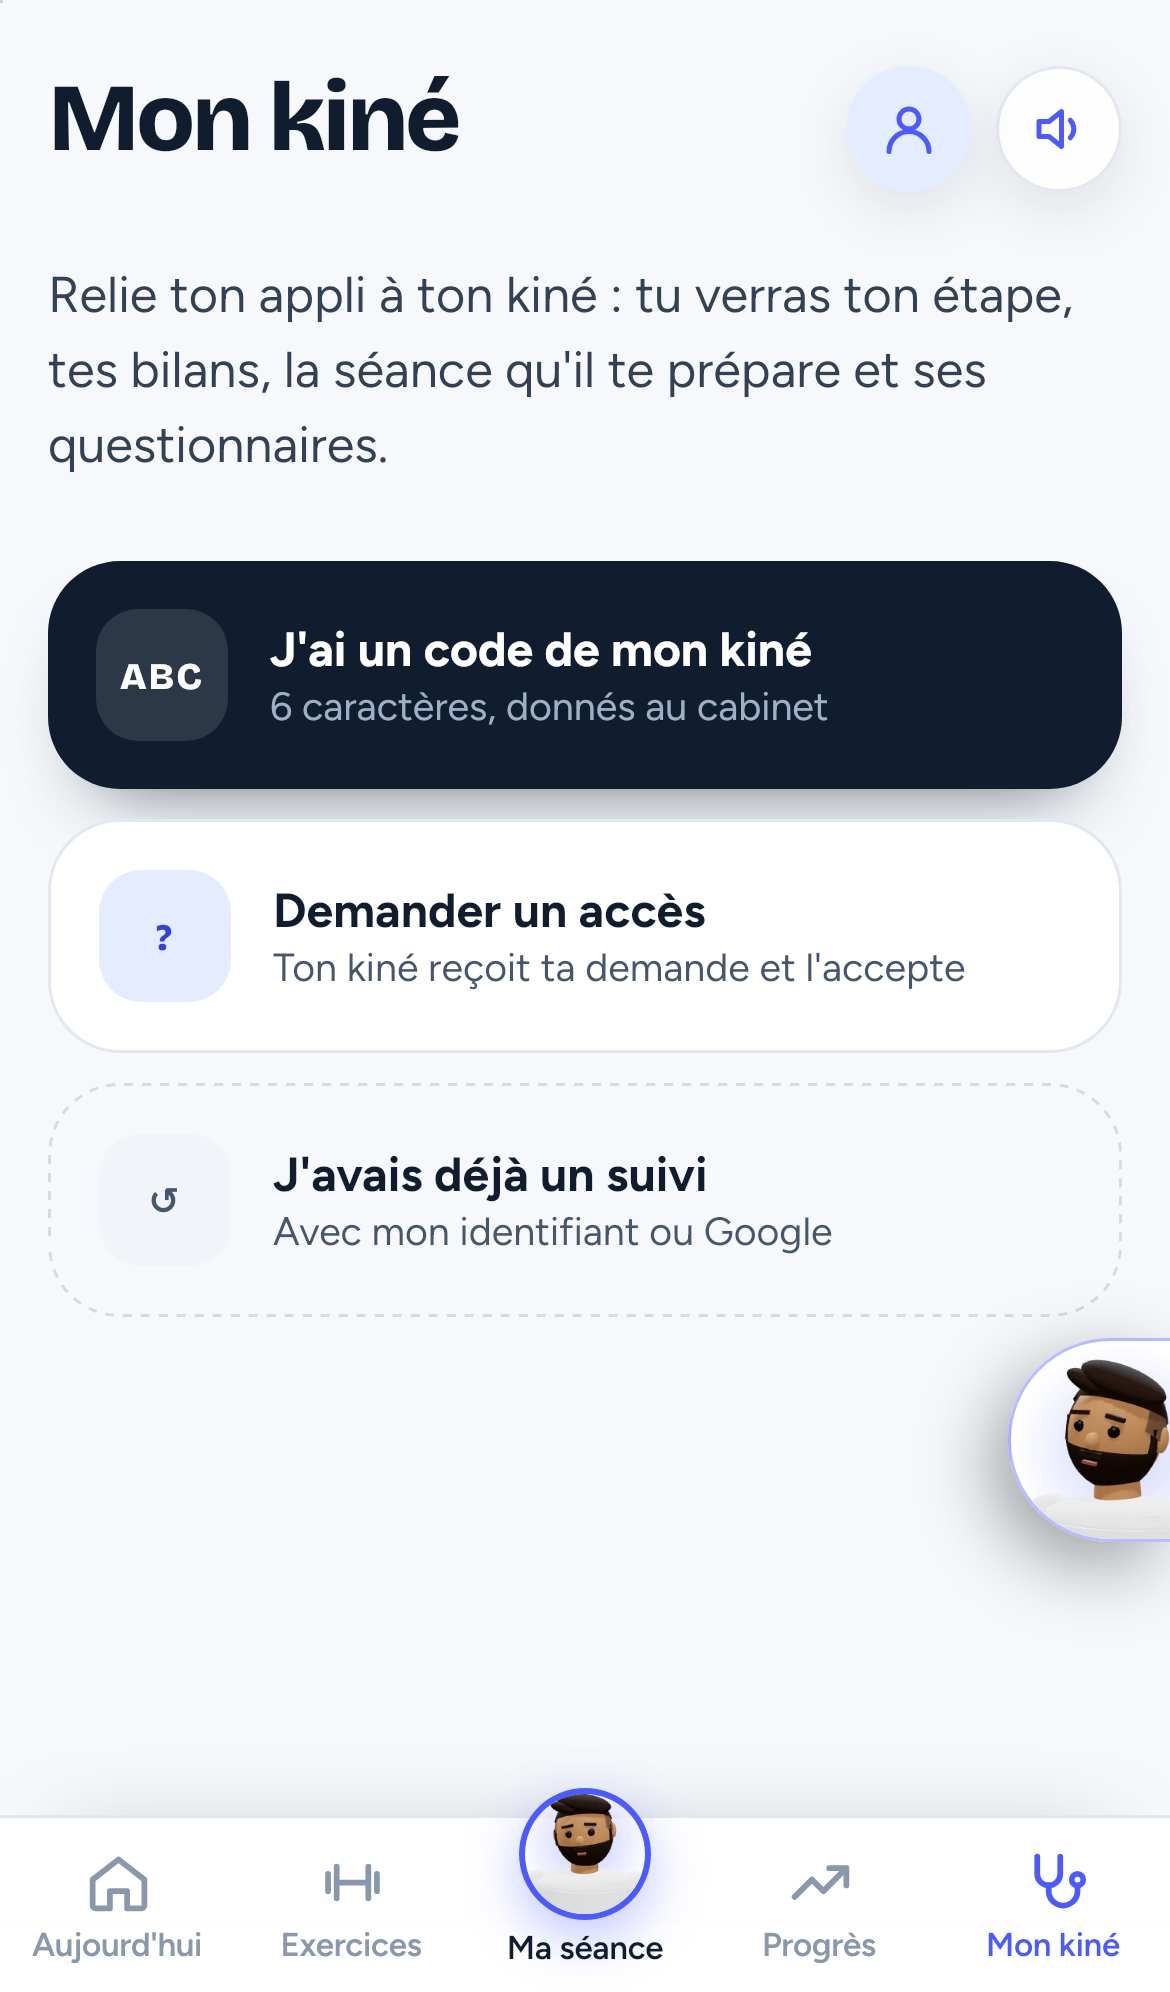 Mon kiné
Relie ton appli à ton kiné : tu verras ton étape,
tes bilans, la séance qu'il te prépare et ses
questionnaires.
ABC
J'ai un code de mon kiné
6 caractères, donnés au cabinet
?
Demander un accès
Ton kiné reçoit ta demande et l'accepte
↺
J'avais déjà un suivi
Avec mon identifiant ou Google
Aujourd'hui
Exercices
Ma séance
Progrès
Mon kiné